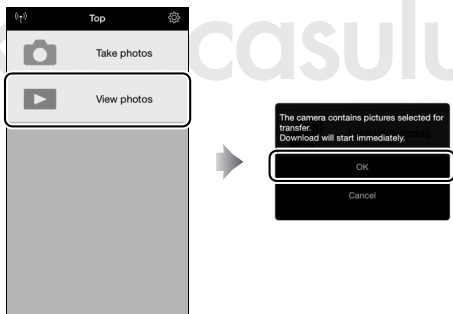 Top
Take photos
View photos
casulu
The camera contains pictures selected for
transfer.
Download will start immediately.
OK
Cancel